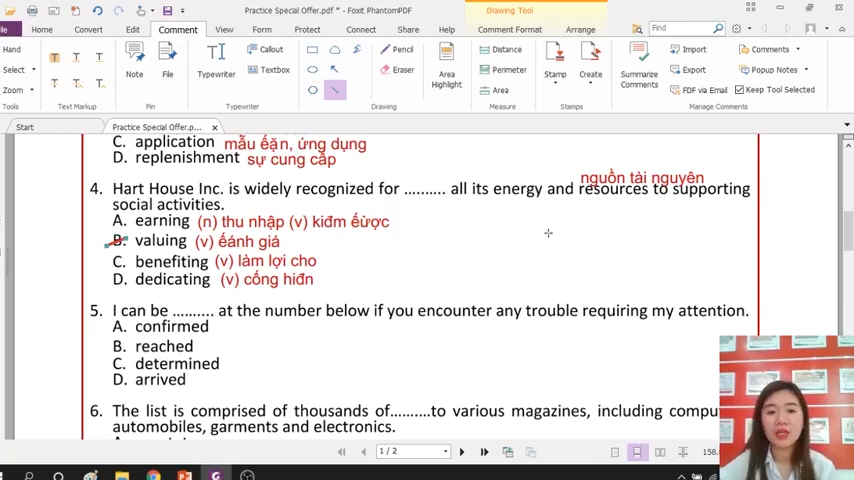 Practice Special Offer.pdf * - Foxit PhantomPDF
Drawing Tool
File Home Convert Edit Comment View Form Protect Share Help Comment Format Arrange
Find
Hand
Select
Zoom
Tools
Text Markup
Note
File
Pin
Typewriter
Callout
Textbox
Typewriter
Pencil
Eraser
Drawing
Area
Highlight
Distance
Perimeter
Area
Measure
Stamp
Create
Stamps
Summarize
Comments
Import
Export
FDF via Email
Comments
Popup Notes
Keep Tool Selected
Manage Comments
Start Practice Special Offer.p...
C. application mẫu ếặn, ứng dụng
D. replenishment sự cung cấp
nguồn tài nguyên
4. Hart House Inc. is widely recognized for .......... all its energy and resources to supporting
social activities.
A. earning (n) thu nhập (v) kiđm ếược
B. valuing (v) ếánh giá
C. benefiting (v) làm lợi cho
D. dedicating (v) cống hiđn
5. I can be .......... at the number below if you encounter any trouble requiring my attention.
A. confirmed
B. reached
C. determined
D. arrived
6. The list is comprised of thousands of..........to various magazines, including compu
automobiles, garments and electronics.
1 / 2
158.